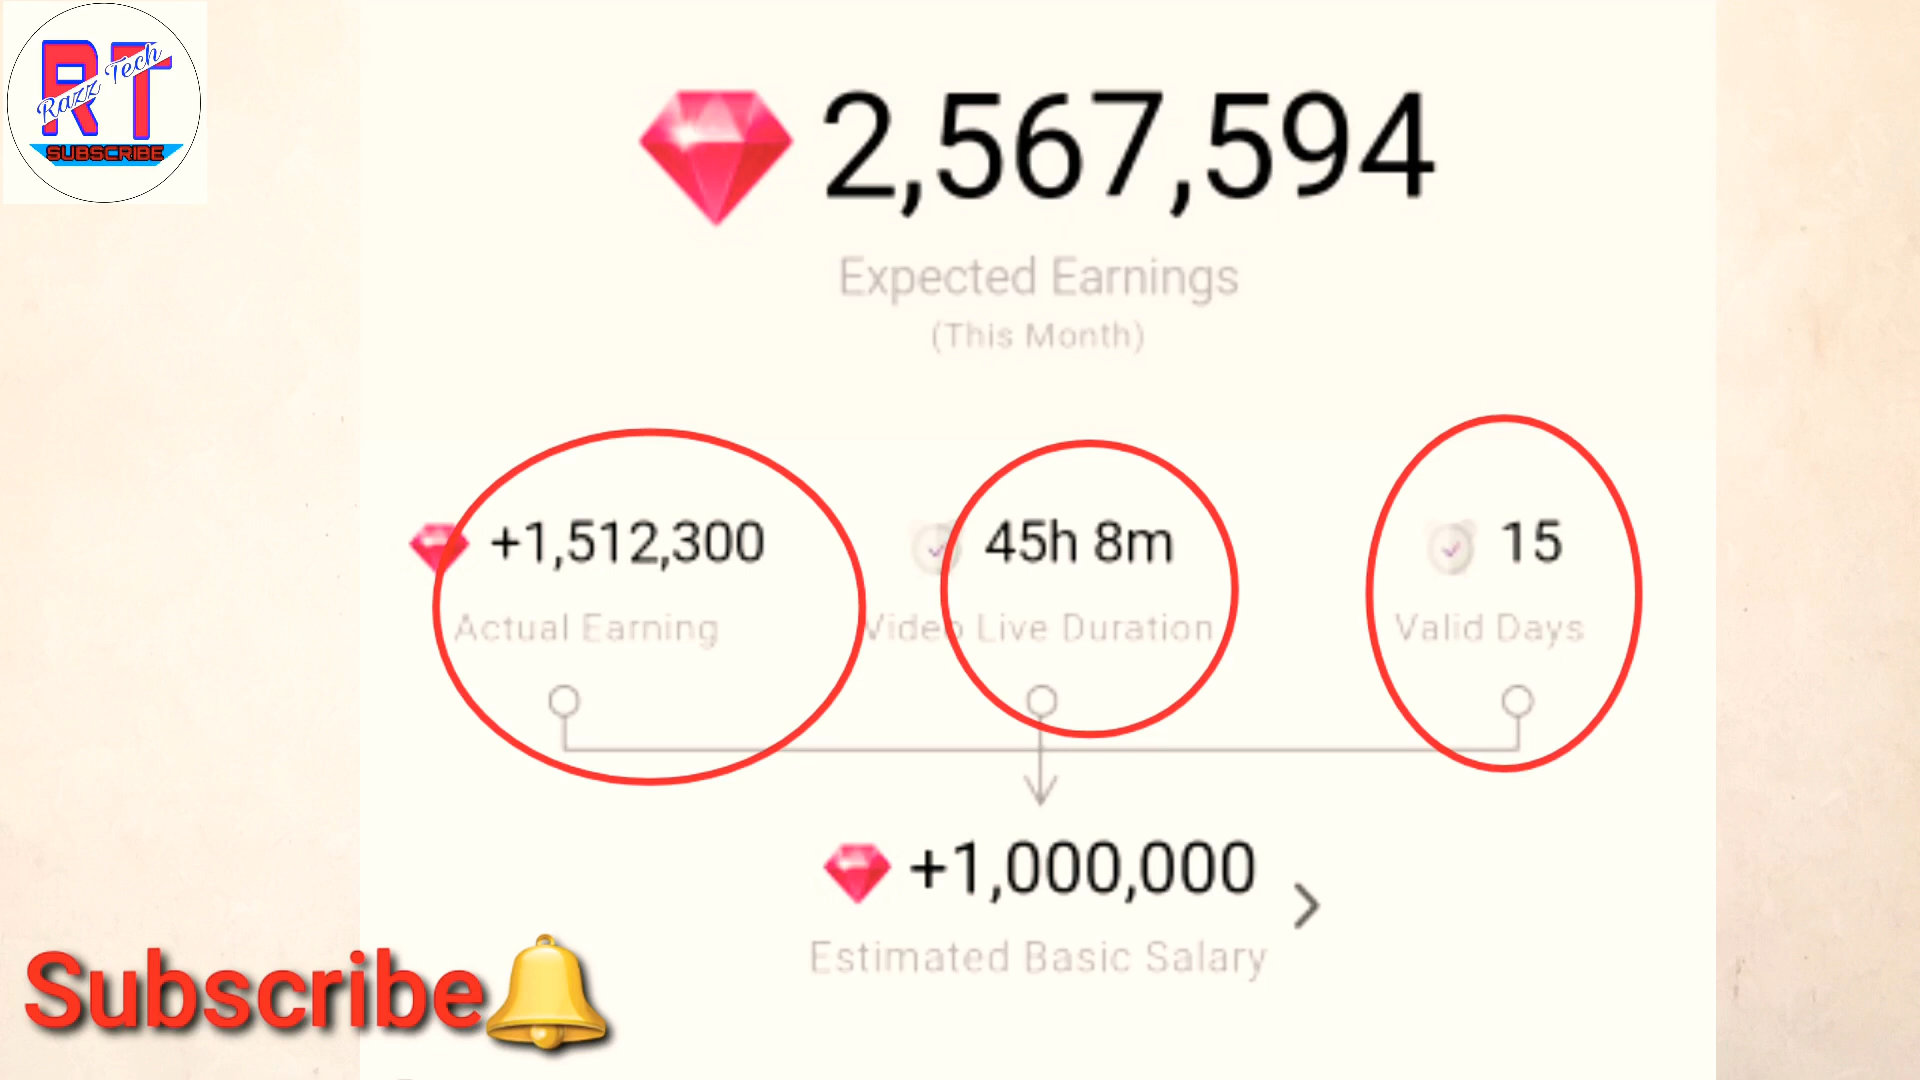 RT
Razz Tech
SUBSCRIBE
2,567,594
Expected Earnings
(This Month)
+1,512,300
45h 8m
15
Actual Earning
Video Live Duration
Valid Days
+1,000,000
Estimated Basic Salary
Subscribe